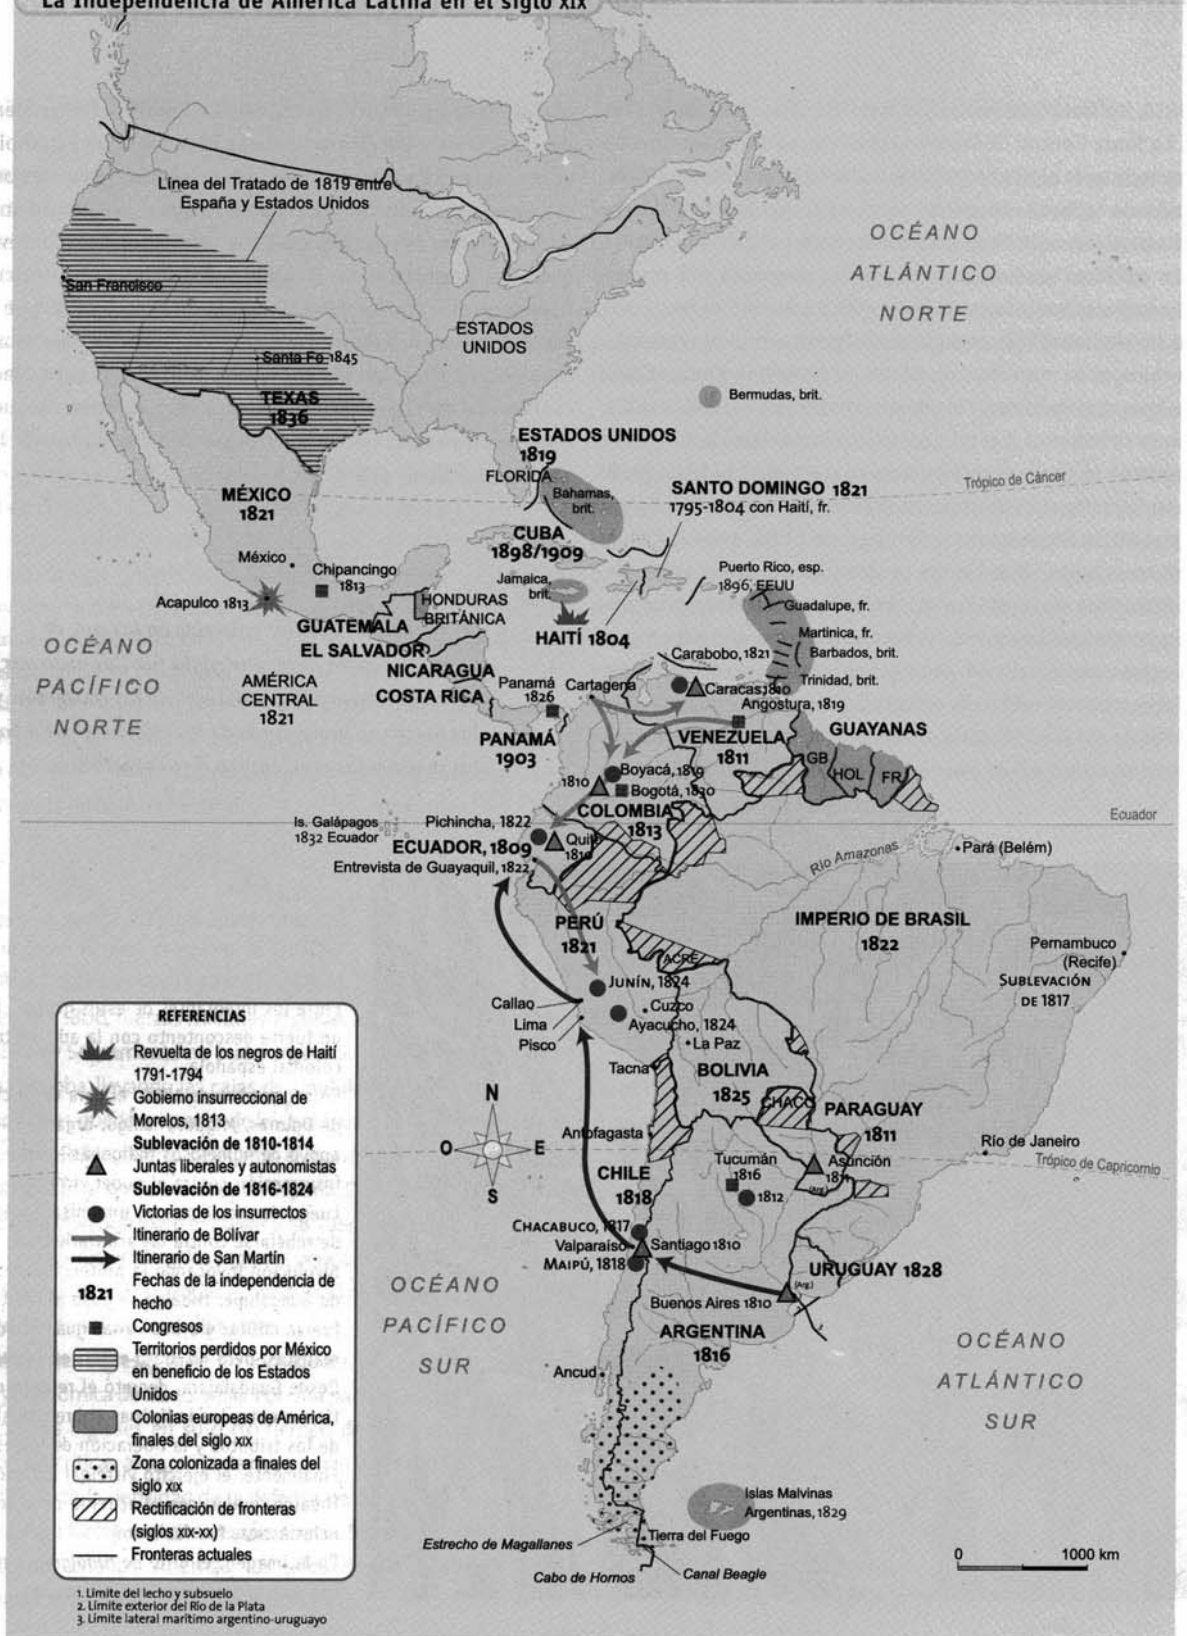 La Independencia de América Latina en el siglo XIX
Línea del Tratado de 1819 entre
España y Estados Unidos
OCÉANO
ATLÁNTICO
NORTE
San Francisco
ESTADOS
UNIDOS
Santa Fe 1845
TEXAS
1836
Bermudas, brit.
ESTADOS UNIDOS
1819
FLORIDA
Bahamas,
brit.
SANTO DOMINGO 1821
1795-1804 con Haití, fr.
Trópico de Cáncer
MÉXICO
1821
CUBA
1898/1909
México
Chipancingo
1813
Acapulco 1813
Jamaica,
brit.
Puerto Rico, esp.
1896, EEUU
HONDURAS
BRITÁNICA
Guadalupe, fr.
GUATEMALA
HAITÍ 1804
Martinica, fr.
EL SALVADOR
Carabobo, 1821
Barbados, brit.
OCÉANO
PACÍFICO
NORTE
NICARAGUA
COSTA RICA
AMÉRICA
CENTRAL
1821
Panamá
1826
Cartagena
Caracas, 1810
Trinidad, brit.
Angostura, 1819
PANAMÁ
1903
VENEZUELA
1811
GUAYANAS
GB
HOL
FR
Boyacá, 1819
1810
Bogotá, 1830
COLOMBIA
1813
Is. Galápagos
1832 Ecuador
Pichincha, 1822
Ecuador
ECUADOR, 1809
Quito
1810
Entrevista de Guayaquil, 1822
Río Amazonas
Pará (Belém)
PERÚ
1821
IMPERIO DE BRASIL
1822
ACRE
Pernambuco
(Recife)
SUBLEVACIÓN
DE 1817
JUNÍN, 1824
Callao
Lima
Pisco
Cuzco
Ayacucho, 1824
La Paz
Tacna
BOLIVIA
1825
CHACO
PARAGUAY
1811
Antofagasta
Río de Janeiro
Trópico de Capricornio
CHILE
1818
Tucumán
1816
1812
Asunción
1811
(Arg.)
CHACABUCO, 1817
Valparaíso
Santiago 1810
MAIPÚ, 1818
URUGUAY 1828
(Arg.)
Buenos Aires 1810
ARGENTINA
1816
OCÉANO
PACÍFICO
SUR
OCÉANO
ATLÁNTICO
SUR
Ancud
Islas Malvinas
Argentinas, 1829
Estrecho de Magallanes
Tierra del Fuego
Cabo de Hornos
Canal Beagle
N
O
E
S
0 1000 km
REFERENCIAS
Revuelta de los negros de Haití
1791-1794
Gobierno insurreccional de
Morelos, 1813
Sublevación de 1810-1814
Juntas liberales y autonomistas
Sublevación de 1816-1824
Victorias de los insurrectos
Itinerario de Bolívar
Itinerario de San Martín
1821
Fechas de la independencia de
hecho
Congresos
Territorios perdidos por México
en beneficio de los Estados
Unidos
Colonias europeas de América,
finales del siglo XIX
Zona colonizada a finales del
siglo XIX
Rectificación de fronteras
(siglos XIX-XX)
Fronteras actuales
1. Límite del lecho y subsuelo
2. Límite exterior del Río de la Plata
3. Límite lateral marítimo argentino-uruguayo